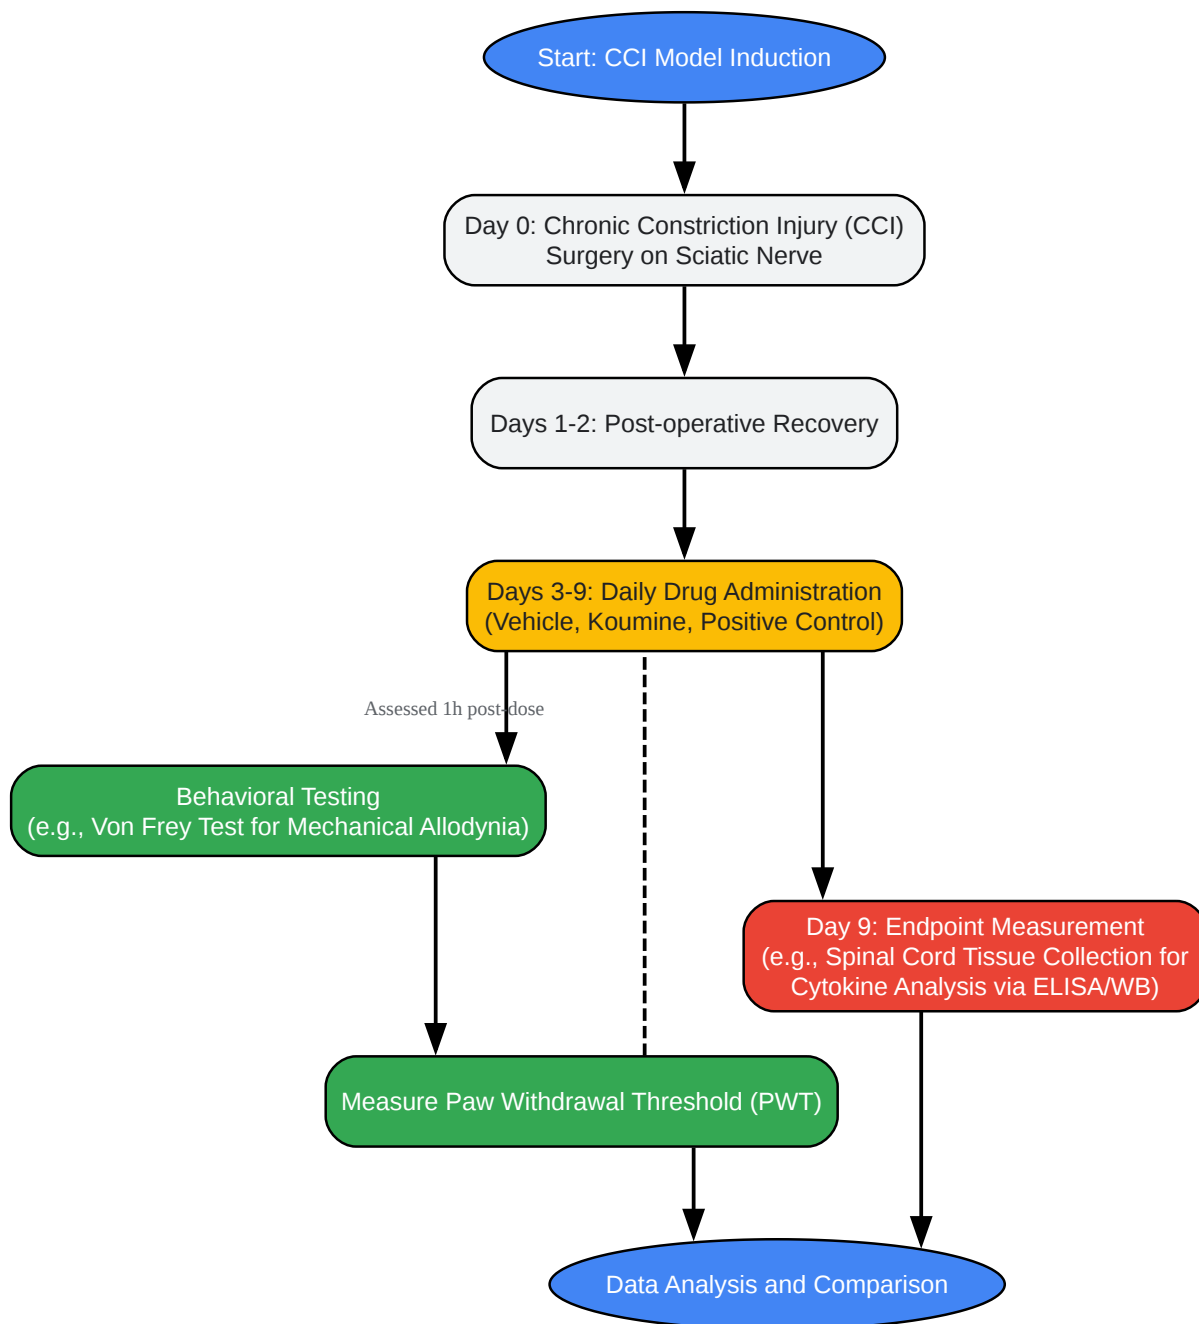 Start: CCI Model Induction
Day 0: Chronic Constriction Injury (CCI)
Surgery on Sciatic Nerve
Days 1-2: Post-operative Recovery
Days 3-9: Daily Drug Administration
(Vehicle, Koumine, Positive Control)
Assessed 1h post-dose
Behavioral Testing
(e.g., Von Frey Test for Mechanical Allodynia)
Day 9: Endpoint Measurement
(e.g., Spinal Cord Tissue Collection for
Cytokine Analysis via ELISA/WB)
Measure Paw Withdrawal Threshold (PWT)
Data Analysis and Comparison